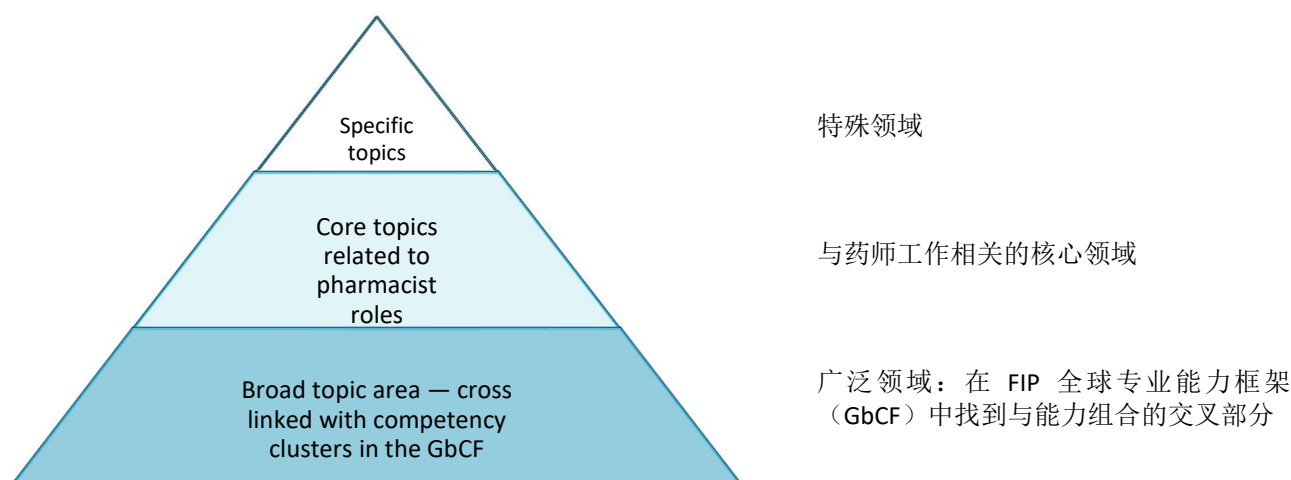 Specific
topics
特殊领域
Core topics
related to
pharmacist
roles
与药师工作相关的核心领域
Broad topic area — cross
linked with competency
clusters in the GbCF
广泛领域：在 FIP 全球专业能力框架
（GbCF）中找到与能力组合的交叉部分